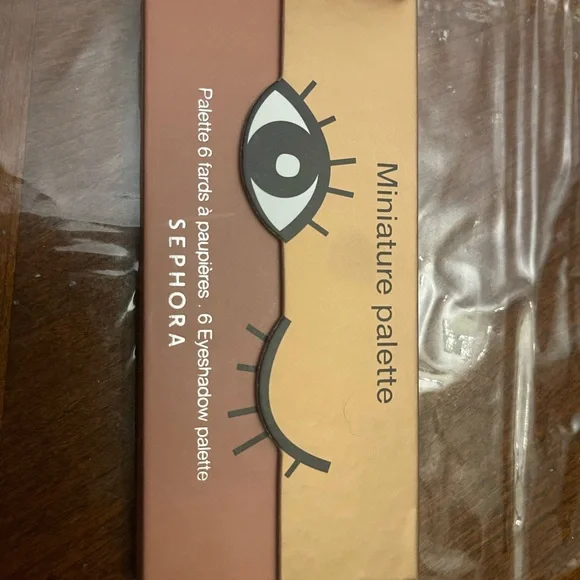 Miniature palette
Palette 6 fards à paupières . 6 Eyeshadow palette
SEPHORA